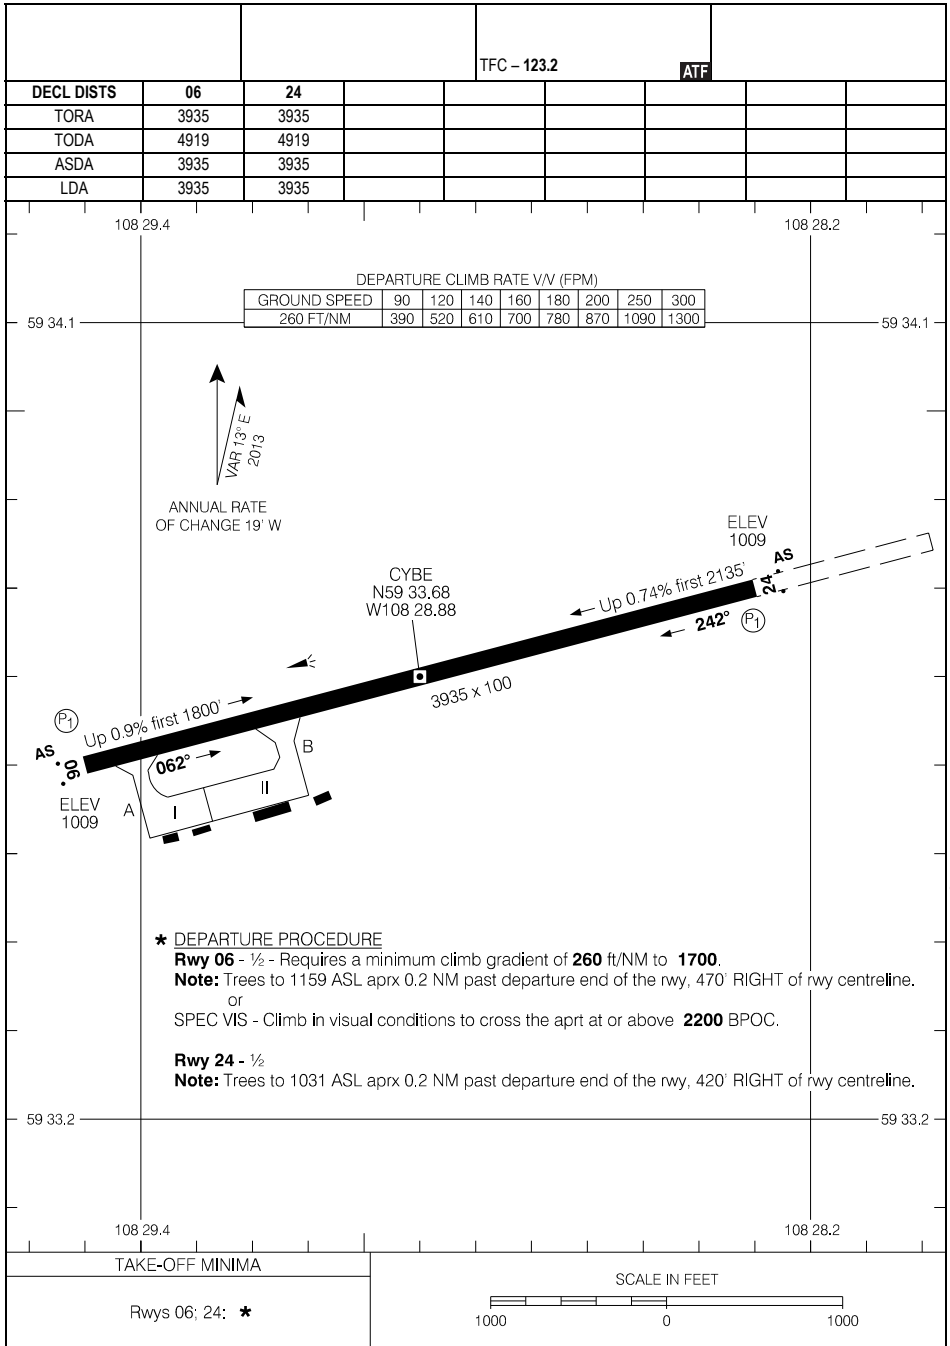 TFC – 123.2 ATF
DECL DISTS 06 24
TORA 3935 3935
TODA 4919 4919
ASDA 3935 3935
LDA 3935 3935
108 29.4 108 28.2
DEPARTURE CLIMB RATE V/V (FPM)
GROUND SPEED 90 120 140 160 180 200 250 300
260 FT/NM 390 520 610 700 780 870 1090 1300
59 34.1 59 34.1
VAR 13° E
2013
ANNUAL RATE
OF CHANGE 19' W
ELEV
1009
AS
24
CYBE
N59 33.68
W108 28.88
Up 0.74% first 2135'
242° P1
3935 x 100
P1
Up 0.9% first 1800'
AS
06
062°
B
ELEV
1009
A
I
II
* DEPARTURE PROCEDURE
Rwy 06 - ½ - Requires a minimum climb gradient of 260 ft/NM to 1700.
Note: Trees to 1159 ASL aprx 0.2 NM past departure end of the rwy, 470' RIGHT of rwy centreline.
or
SPEC VIS - Climb in visual conditions to cross the aprt at or above 2200 BPOC.
Rwy 24 - ½
Note: Trees to 1031 ASL aprx 0.2 NM past departure end of the rwy, 420' RIGHT of rwy centreline.
59 33.2 59 33.2
108 29.4 108 28.2
TAKE-OFF MINIMA
Rwys 06; 24: *
SCALE IN FEET
1000 0 1000